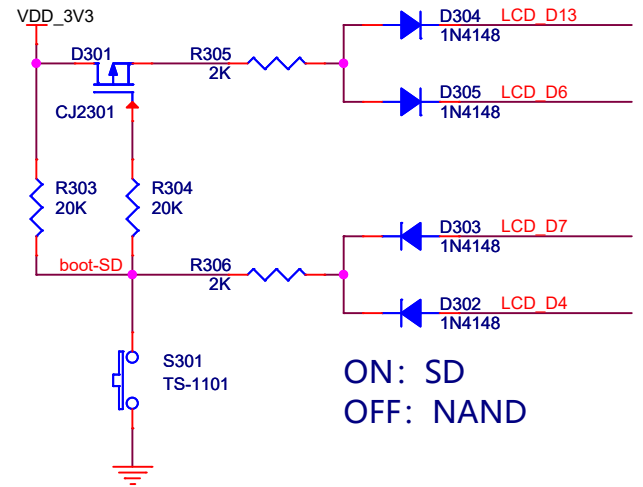 VDD_3V3
D301
CJ2301
R305
2K
D304
1N4148
LCD_D13
D305
1N4148
LCD_D6
R303
20K
R304
20K
boot-SD
R306
2K
D303
1N4148
LCD_D7
D302
1N4148
LCD_D4
S301
TS-1101
ON: SD
OFF: NAND